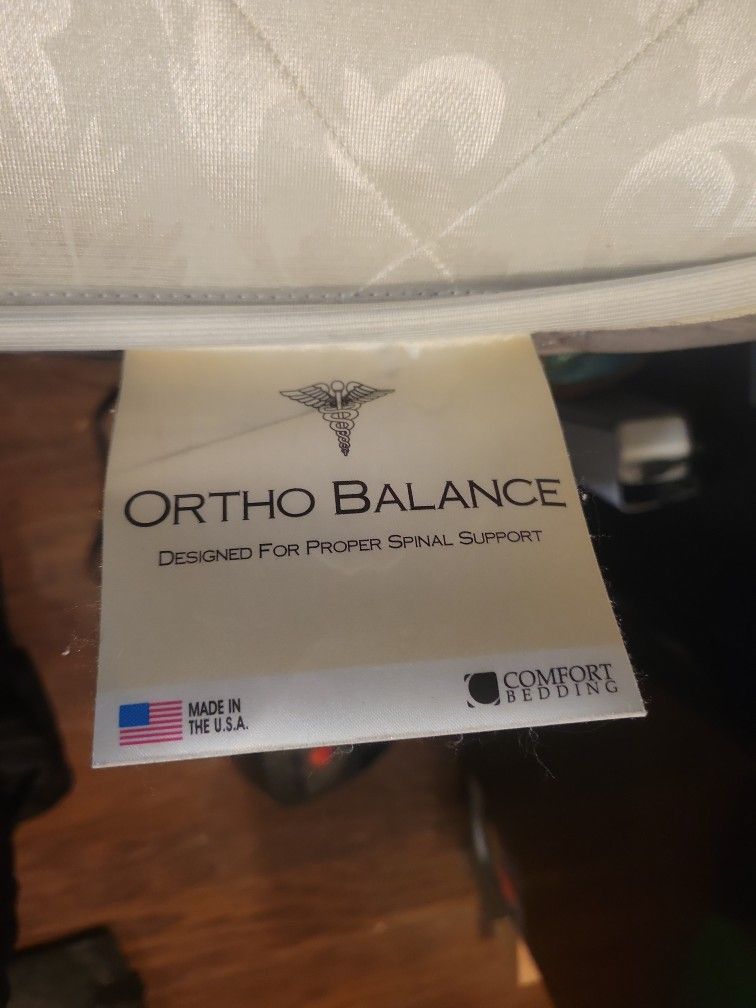 ORTHO BALANCE
DESIGNED FOR PROPER SPINAL SUPPORT
MADE IN
THE U.S.A.
COMFORT
BEDDING